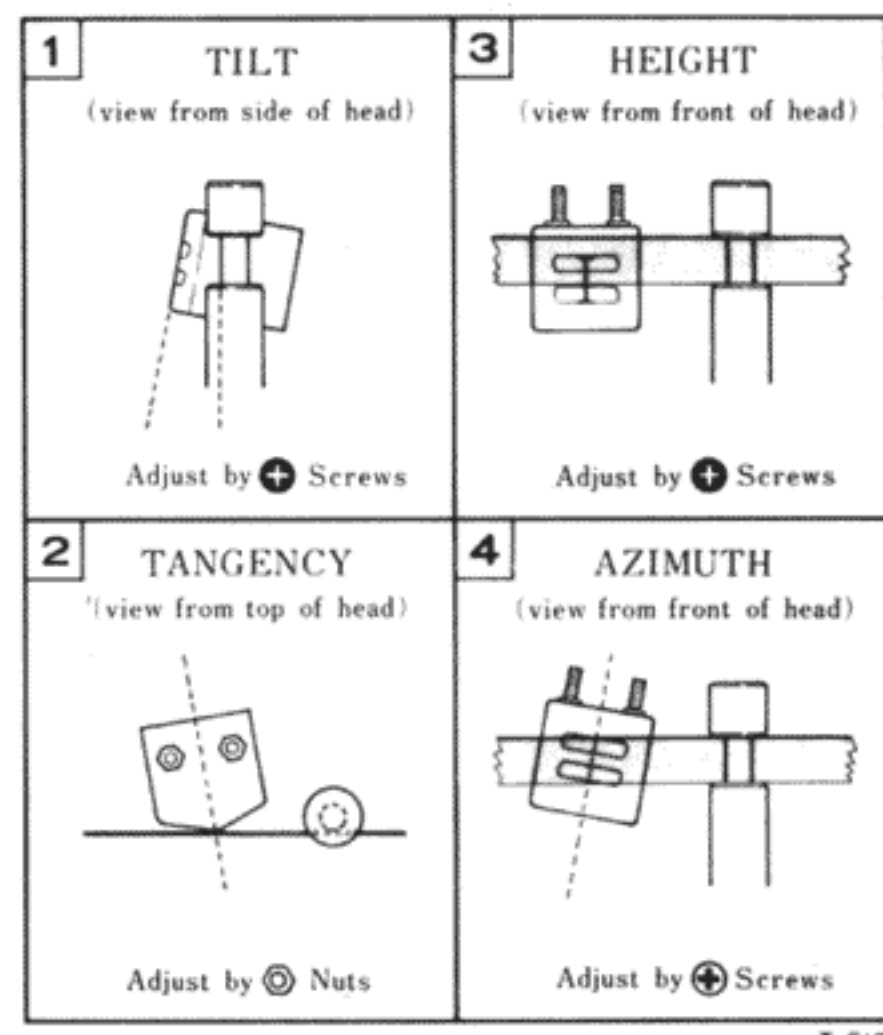 1
TILT
(view from side of head)
Adjust by Screws
3
HEIGHT
(view from front of head)
Adjust by Screws
2
TANGENCY
(view from top of head)
Adjust by Nuts
4
AZIMUTH
(view from front of head)
Adjust by Screws